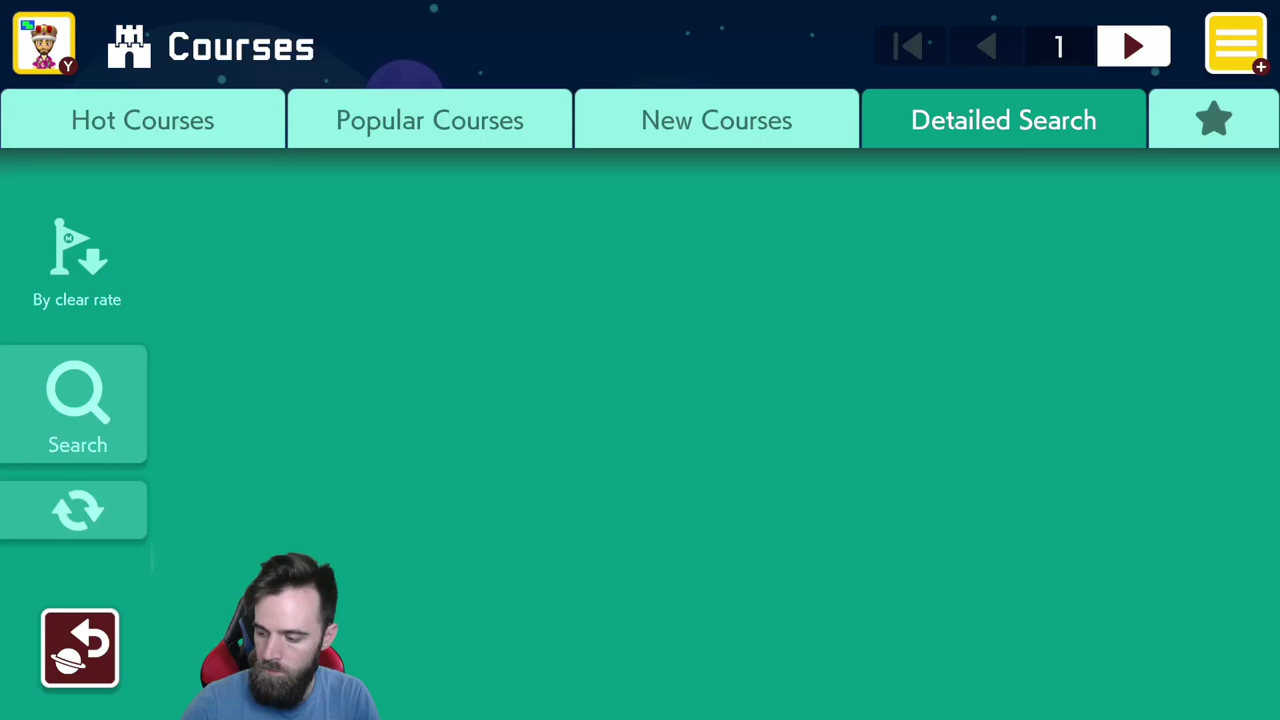 Courses
1
Hot Courses
Popular Courses
New Courses
Detailed Search
M
By clear rate
Search
Y
+